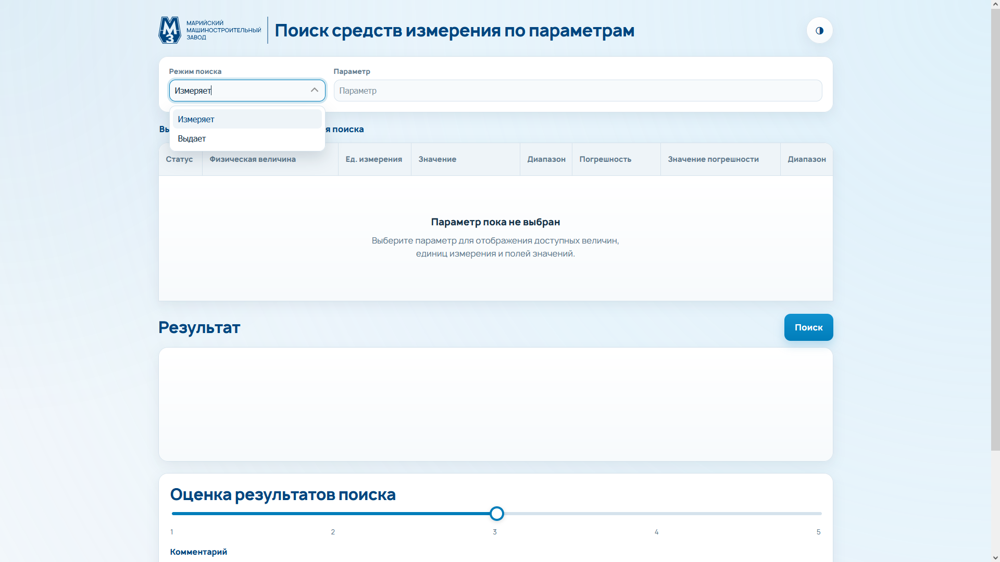 МАРИЙСКИЙ
МАШИНОСТРОИТЕЛЬНЫЙ
ЗАВОД
Поиск средств измерения по параметрам
Режим поиска
Параметр
Измеряет
Параметр
Измеряет
Выдает
Вы
я поиска
Статус
Физическая величина
Ед. измерения
Значение
Диапазон
Погрешность
Значение погрешности
Диапазон
Параметр пока не выбран
Выберите параметр для отображения доступных величин,
единиц измерения и полей значений.
Результат
Поиск
Оценка результатов поиска
1
2
3
4
5
Комментарий